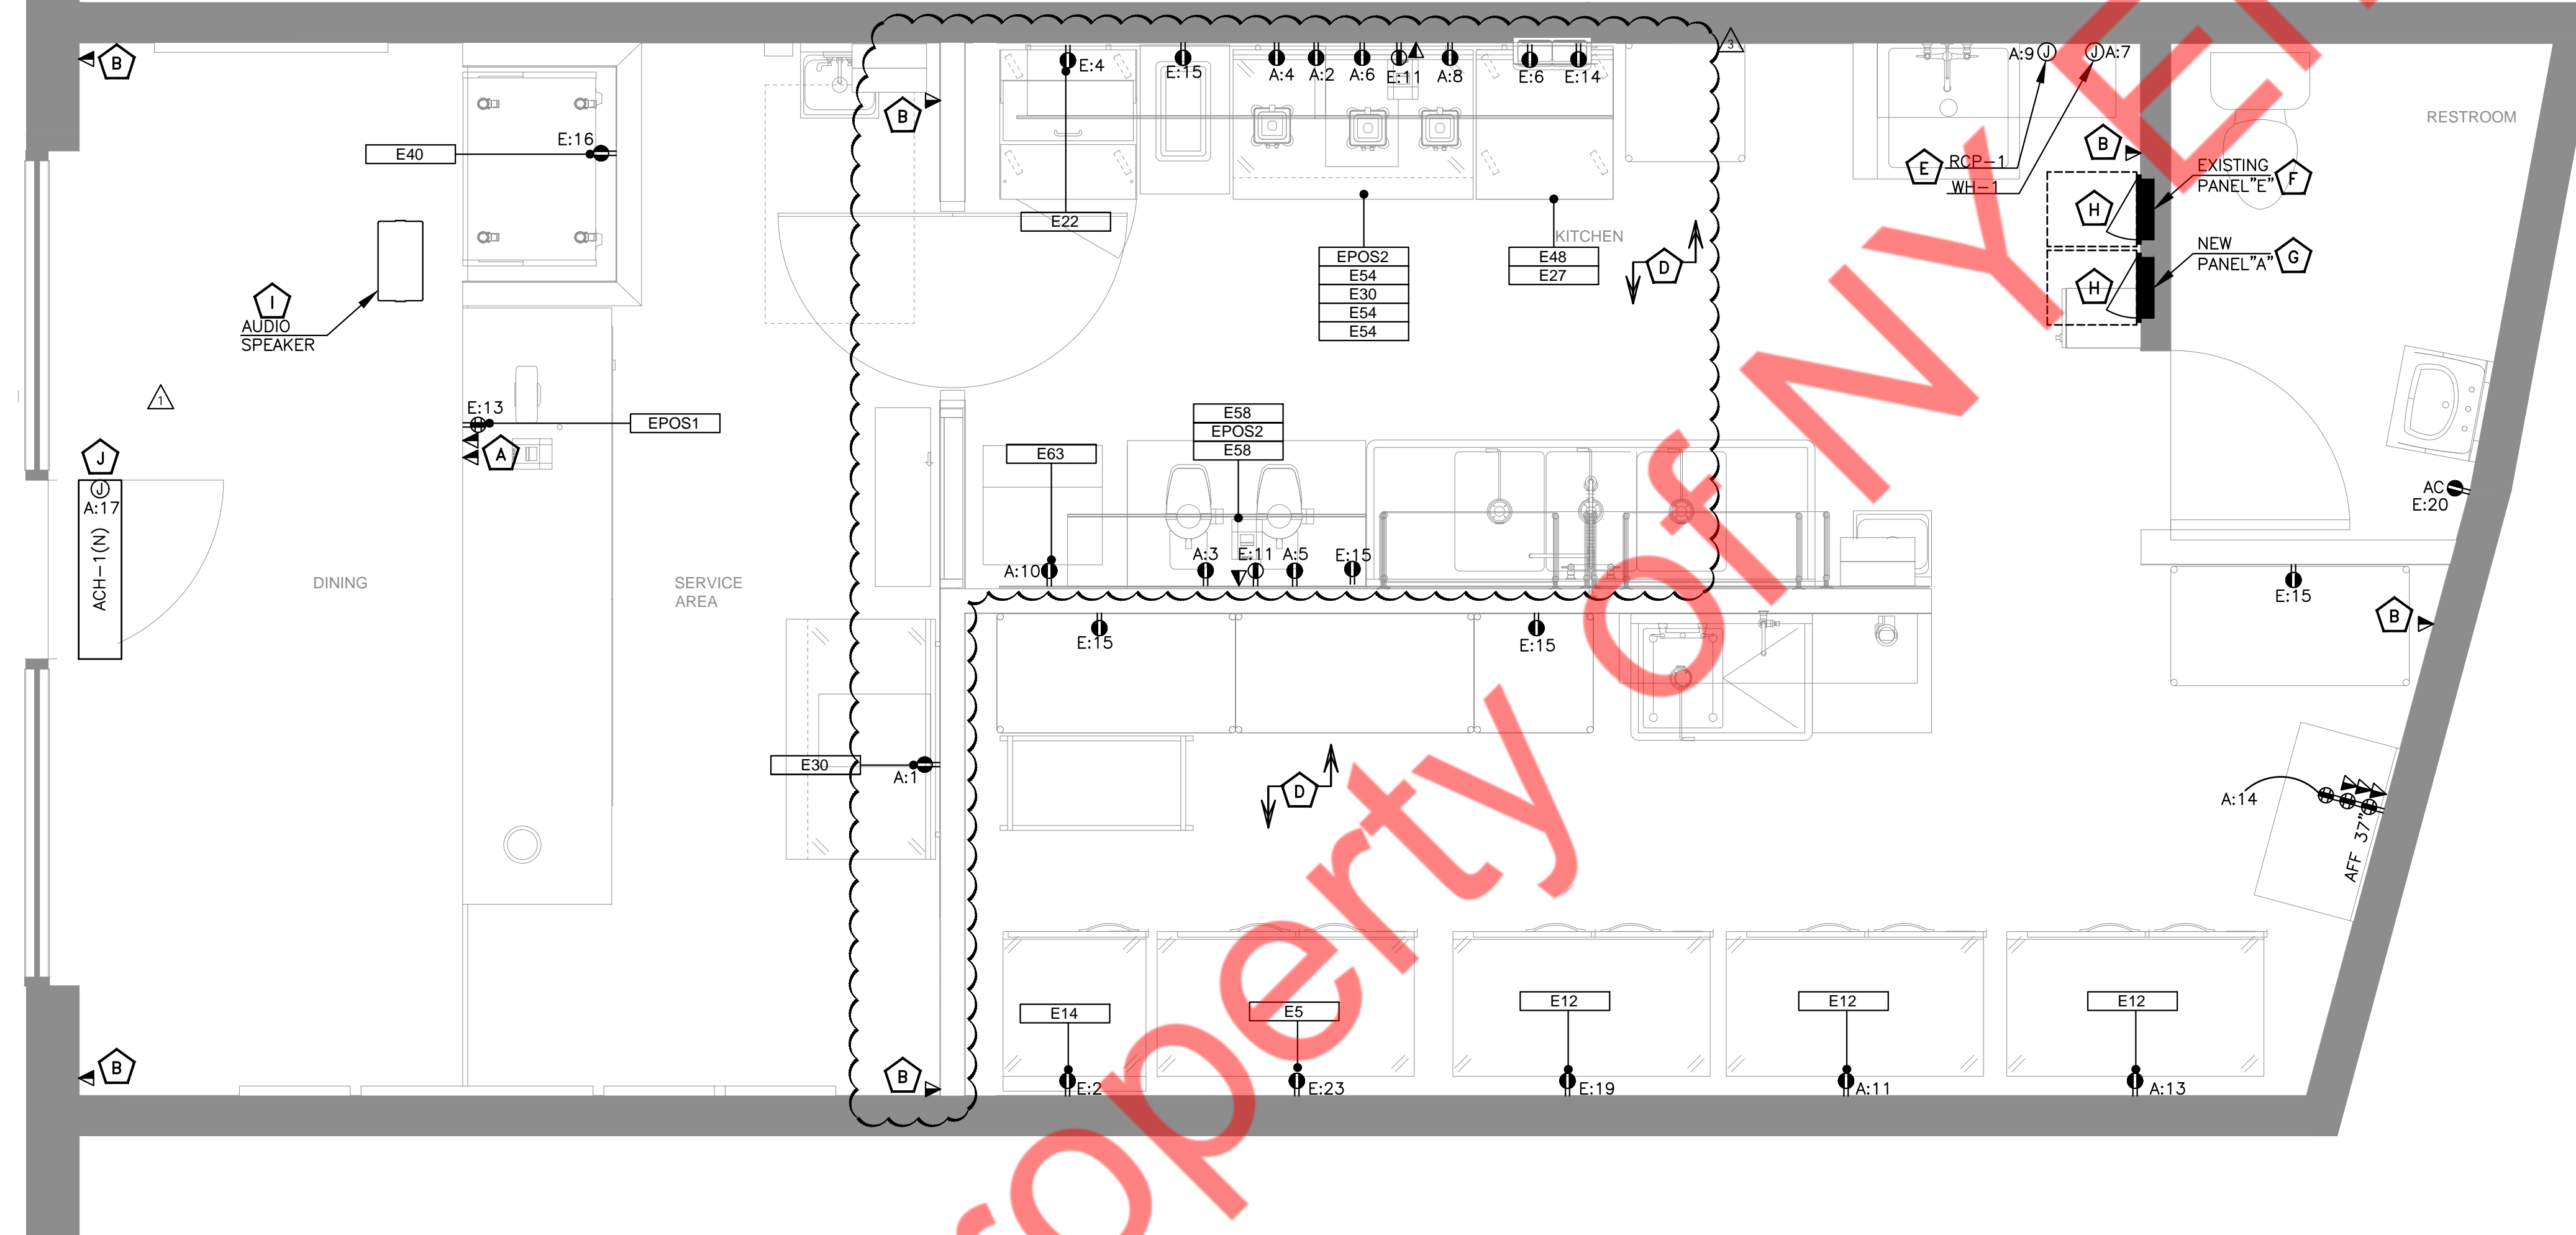 B
E:4
E:15
A:4
A:2
A:6
E:11
A:8
E:6
E:14
3
A:9
J
J
A:7
B
RESTROOM
E:16
E40
B
E
RCP-1
WH-1
EXISTING
PANEL"E"
F
H
E22
KITCHEN
D
NEW
PANEL"A"
G
H
EPOS2
E54
E30
E54
E54
E48
E27
I
AUDIO
SPEAKER
1
E:13
EPOS1
A
E58
EPOS2
E58
E63
J
J
A:17
ACH-1(N)
AC
E:20
A:10
A:3
E:11
A:5
E:15
DINING
SERVICE
AREA
E:15
B
E:15
E:15
E30
A:1
D
A:14
AFF 37"
E14
E5
E12
E12
E12
B
B
E:2
E:23
E:19
A:11
A:13
operty of NY